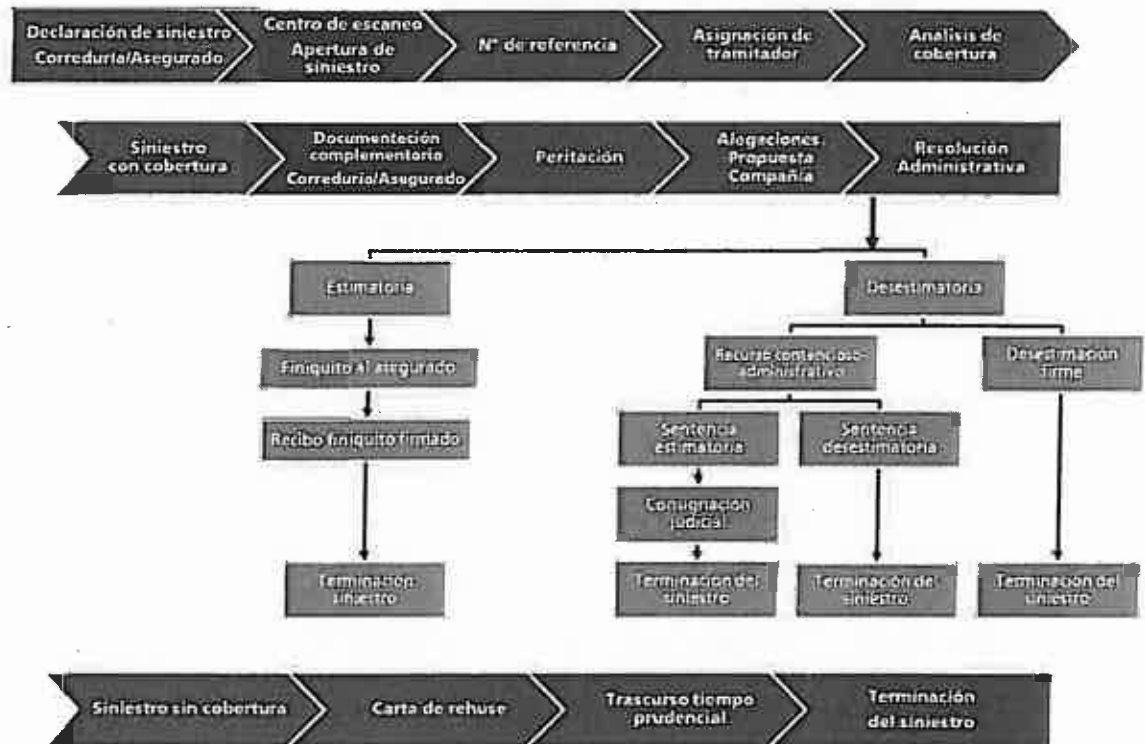 Declaración de siniestro
Correduría/Asegurado
Centro de escaneo
Apertura de
siniestro
Nº de referencia
Asignación de
tramitador
Análisis de
cobertura
Siniestro
con cobertura
Documentación
complementaria
Correduría/Asegurado
Peritación
Alegaciones
Propuesta
Compañía
Resolución
Administrativa
Estimatoria
Desestimatoria
Finiquito al asegurado
Recurso contencioso-
administrativo
Desestimación
firme
Recibo finiquito firmado
Sentencia
estimatoria
Sentencia
desestimatoria
Consignación
judicial
Terminación
siniestro
Terminación del
siniestro
Terminación de
siniestro
Terminación del
siniestro
Siniestro sin cobertura
Carta de rehuse
Trascurso tiempo
prudencial
Terminación
del siniestro